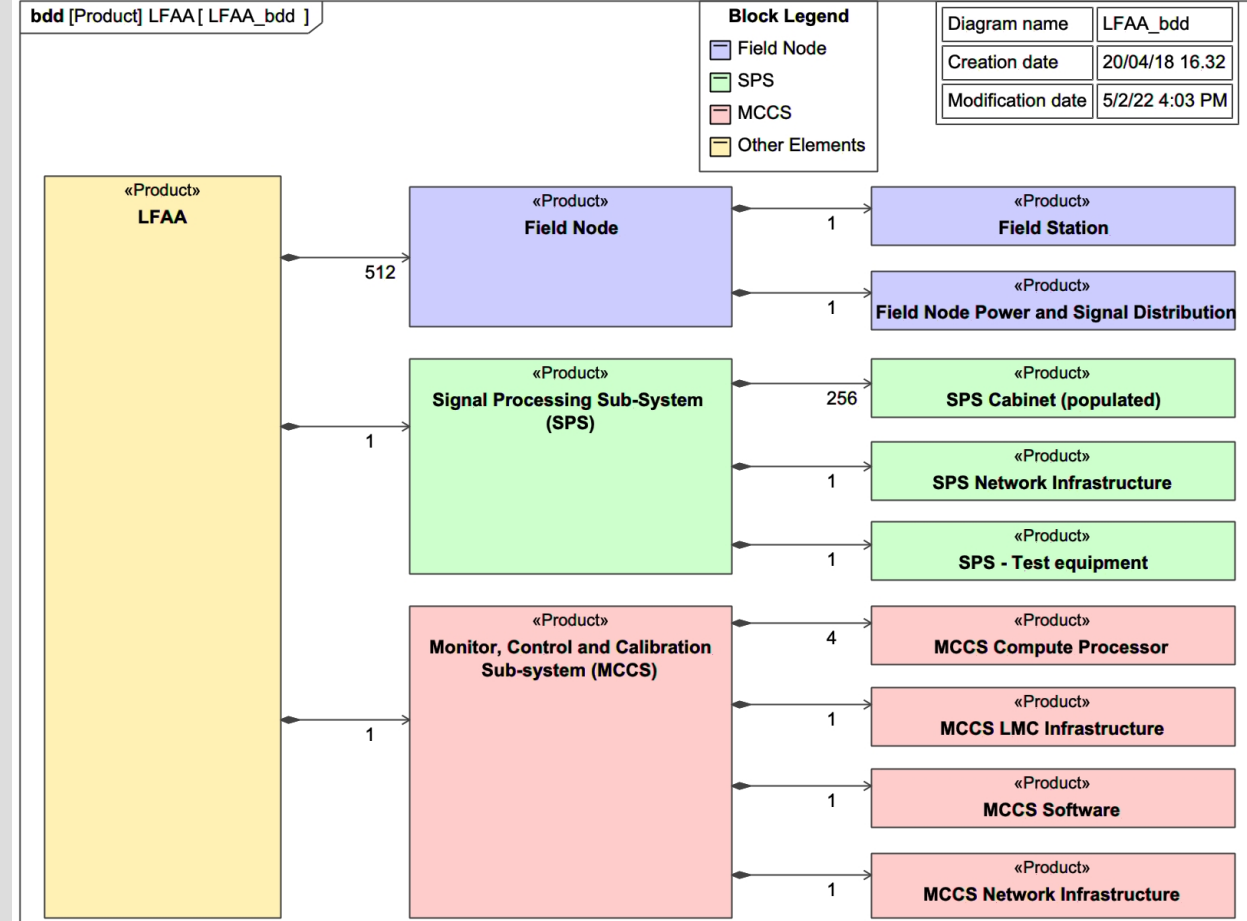 bdd [Product] LFAA [ LFAA_bdd ]
Block Legend
Field Node
SPS
MCCS
Other Elements
Diagram name LFAA_bdd
Creation date 20/04/18 16.32
Modification date 5/2/22 4:03 PM
«Product»
LFAA
512
1
1
«Product»
Field Node
1
1
«Product»
Field Station
«Product»
Field Node Power and Signal Distribution
«Product»
Signal Processing Sub-System
(SPS)
256
1
1
«Product»
SPS Cabinet (populated)
«Product»
SPS Network Infrastructure
«Product»
SPS - Test equipment
«Product»
Monitor, Control and Calibration
Sub-system (MCCS)
4
1
1
1
«Product»
MCCS Compute Processor
«Product»
MCCS LMC Infrastructure
«Product»
MCCS Software
«Product»
MCCS Network Infrastructure